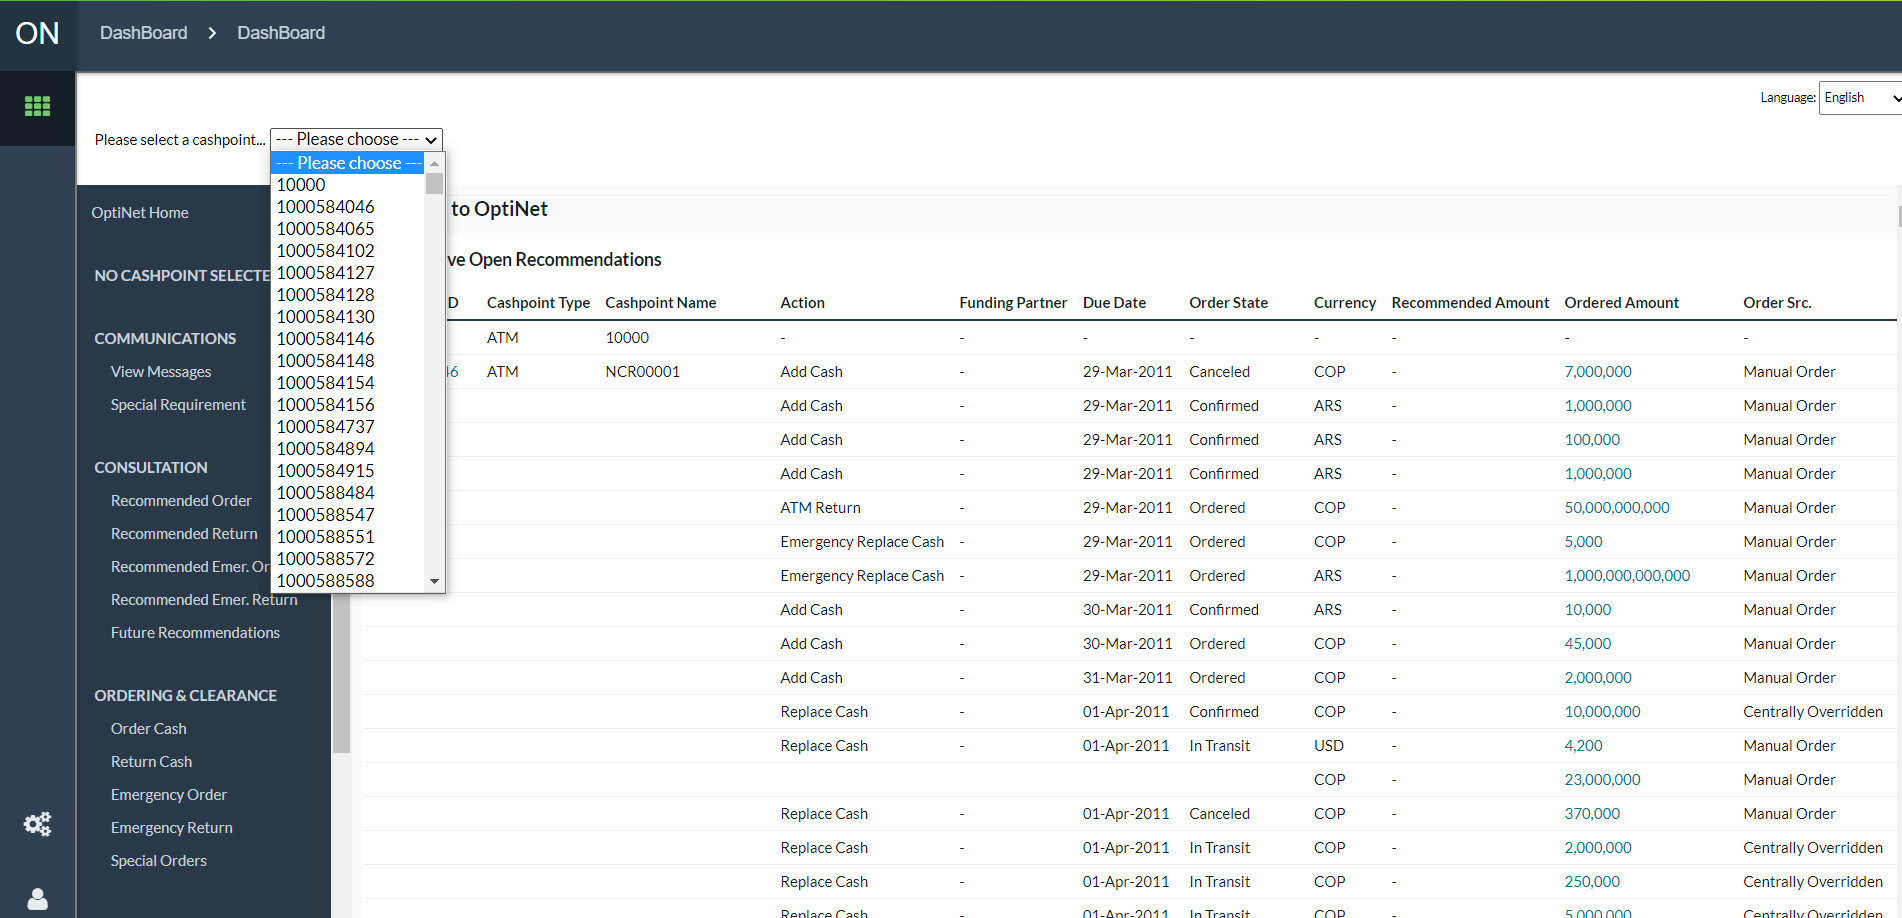 ON
DashBoard > DashBoard
Language: English
Please select a cashpoint... --- Please choose ---
--- Please choose ---
10000
1000584046
1000584065
1000584102
1000584127
1000584128
1000584130
1000584146
1000584148
1000584154
1000584156
1000584737
1000584894
1000584915
1000588484
1000588547
1000588551
1000588572
1000588588
OptiNet Home
NO CASHPOINT SELECTE
COMMUNICATIONS
View Messages
Special Requirement
CONSULTATION
Recommended Order
Recommended Return
Recommended Emer. Or
Recommended Emer. Return
Future Recommendations
ORDERING & CLEARANCE
Order Cash
Return Cash
Emergency Order
Emergency Return
Special Orders
to OptiNet
ve Open Recommendations
D Cashpoint Type Cashpoint Name Action Funding Partner Due Date Order State Currency Recommended Amount Ordered Amount Order Src.
ATM 10000 - - - - - - - -
46 ATM NCR00001 Add Cash - 29-Mar-2011 Canceled COP - 7,000,000 Manual Order
Add Cash - 29-Mar-2011 Confirmed ARS - 1,000,000 Manual Order
Add Cash - 29-Mar-2011 Confirmed ARS - 100,000 Manual Order
Add Cash - 29-Mar-2011 Confirmed ARS - 1,000,000 Manual Order
ATM Return - 29-Mar-2011 Ordered COP - 50,000,000,000 Manual Order
Emergency Replace Cash - 29-Mar-2011 Ordered COP - 5,000 Manual Order
Emergency Replace Cash - 29-Mar-2011 Ordered ARS - 1,000,000,000,000 Manual Order
Add Cash - 30-Mar-2011 Confirmed ARS - 10,000 Manual Order
Add Cash - 30-Mar-2011 Ordered COP - 45,000 Manual Order
Add Cash - 31-Mar-2011 Ordered COP - 2,000,000 Manual Order
Replace Cash - 01-Apr-2011 Confirmed COP - 10,000,000 Centrally Overridden
Replace Cash - 01-Apr-2011 In Transit USD - 4,200 Manual Order
COP - 23,000,000 Manual Order
Replace Cash - 01-Apr-2011 Canceled COP - 370,000 Manual Order
Replace Cash - 01-Apr-2011 In Transit COP - 2,000,000 Centrally Overridden
Replace Cash - 01-Apr-2011 In Transit COP - 250,000 Centrally Overridden
Replace Cash - 01-Apr-2011 In Transit COP - 5,000,000 Centrally Overridden